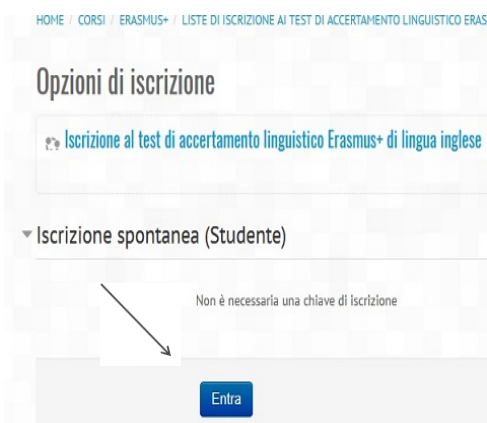 HOME / CORSI / ERASMUS+ / LISTE DI ISCRIZIONE AI TEST DI ACCERTAMENTO LINGUISTICO ERAS
Opzioni di iscrizione
Iscrizione al test di accertamento linguistico Erasmus+ di lingua inglese
Iscrizione spontanea (Studente)
Non è necessaria una chiave di iscrizione
Entra